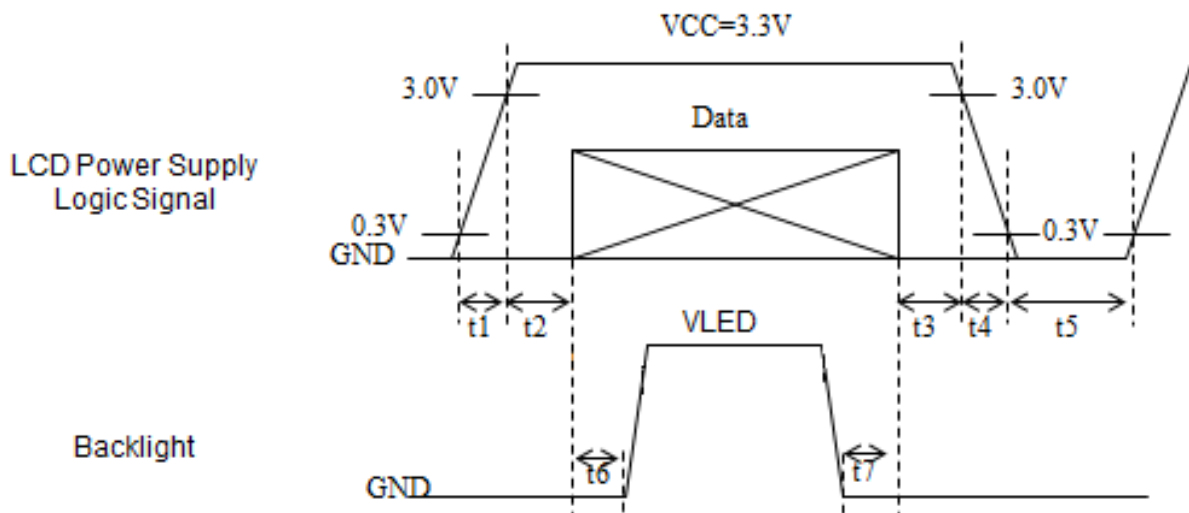 VCC=3.3V
3.0V
3.0V
Data
LCD Power Supply
Logic Signal
0.3V
0.3V
GND
t1
t2
t3
t4
t5
VLED
Backlight
t6
t7
GND